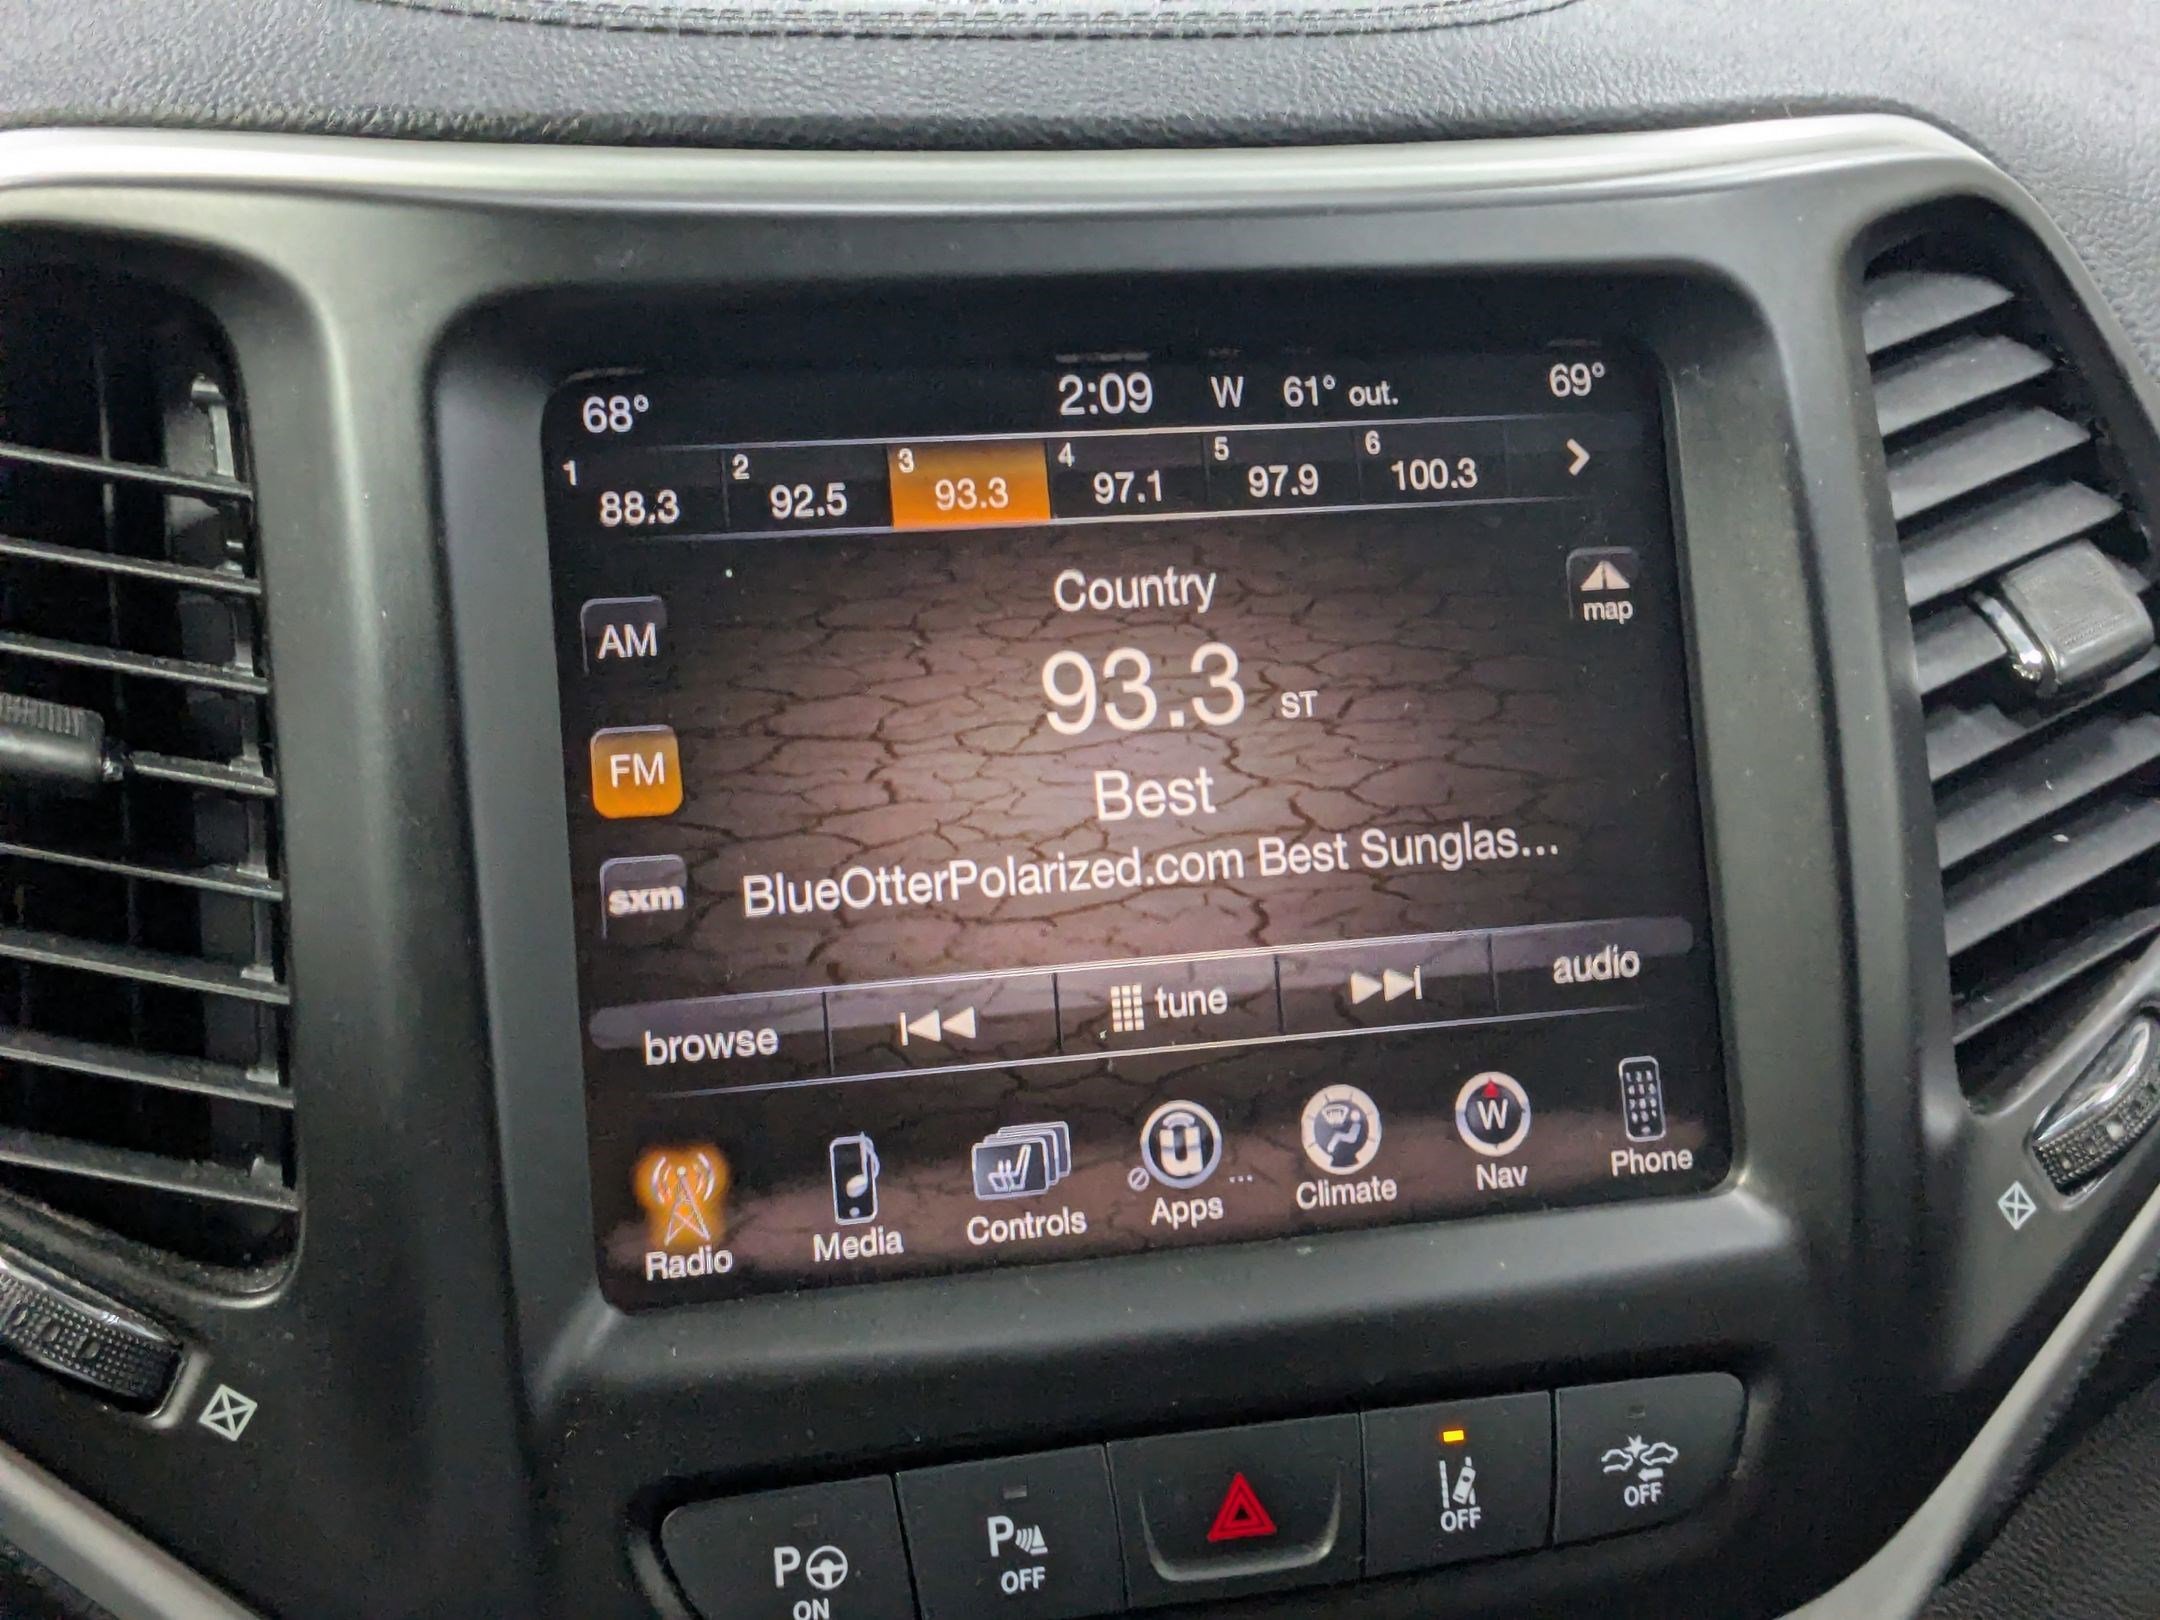 68° 2:09 W 61° out. 69°
1 88.3 2 92.5 3 93.3 4 97.1 5 97.9 6 100.3
Country
map
AM
93.3 ST
FM
Best
BlueOtterPolarized.com Best Sunglas...
sxm
browse tune audio
Radio Media Controls Apps ... Climate W Nav Phone
P ON
P OFF
OFF
OFF